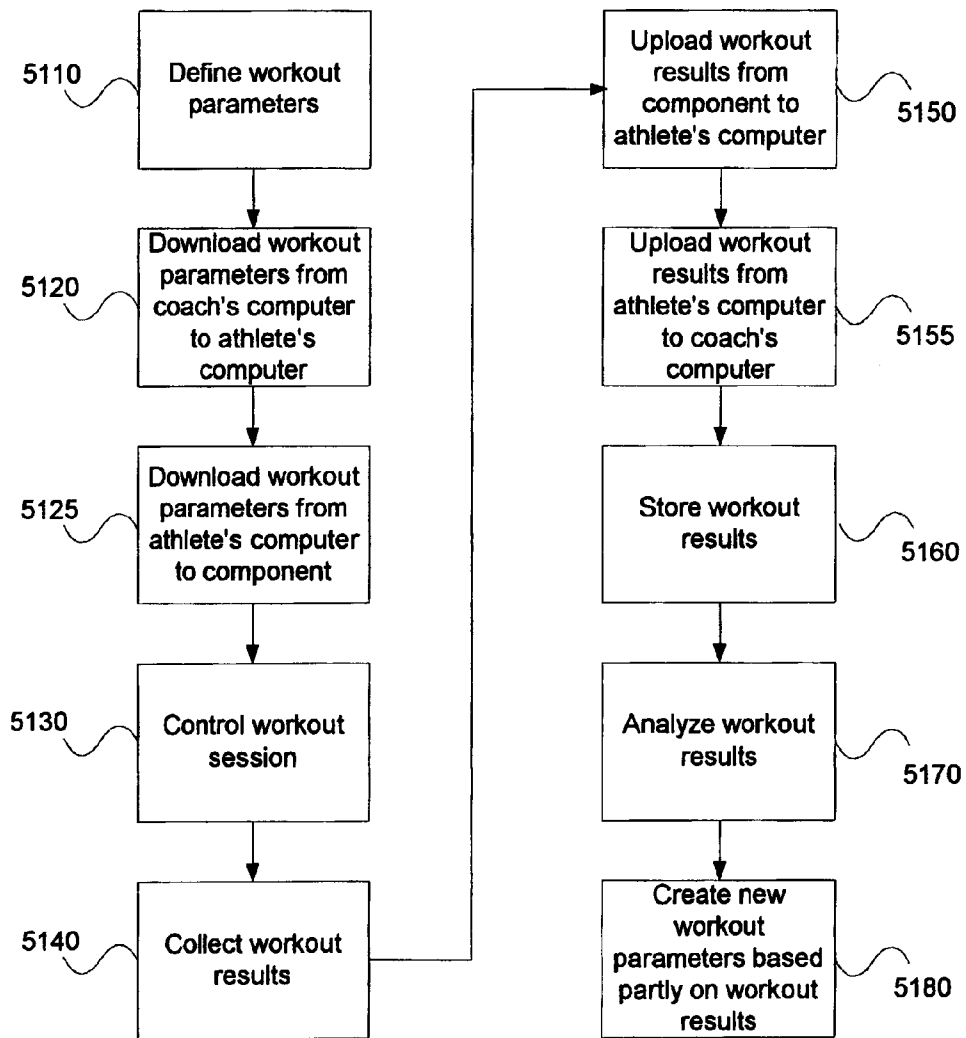 5110
Define workout
parameters
5120
Download workout
parameters from
coach's computer
to athlete's
computer
5125
Download workout
parameters from
athlete's computer
to component
5130
Control workout
session
5140
Collect workout
results
Upload workout
results from
component to
athlete's computer
5150
Upload workout
results from
athlete's computer
to coach's
computer
5155
Store workout
results
5160
Analyze workout
results
5170
Create new
workout
parameters based
partly on workout
results
5180